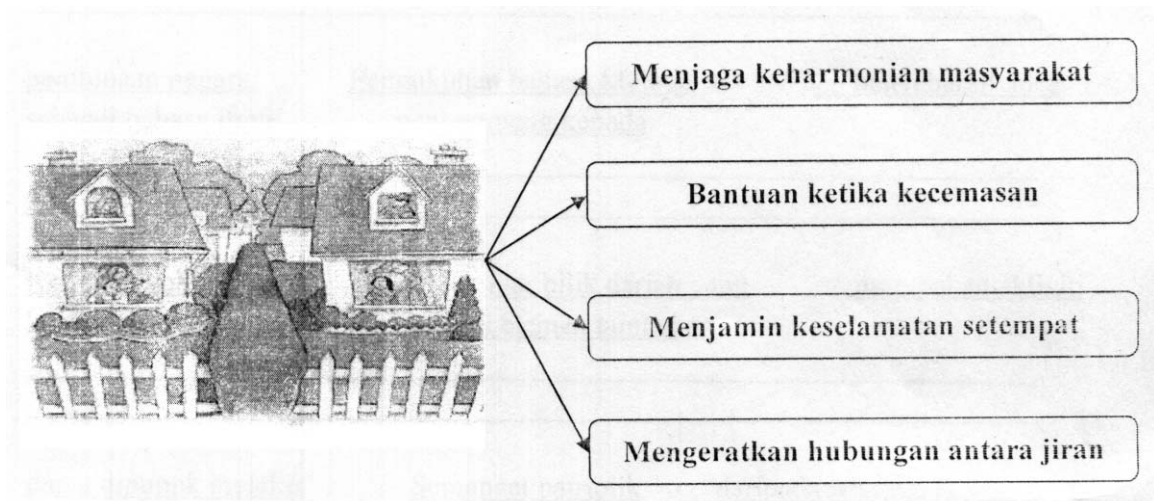 Menjaga keharmonian masyarakat
Bantuan ketika kecemasan
Menjamin keselamatan setempat
Mengeratkan hubungan antara jiran